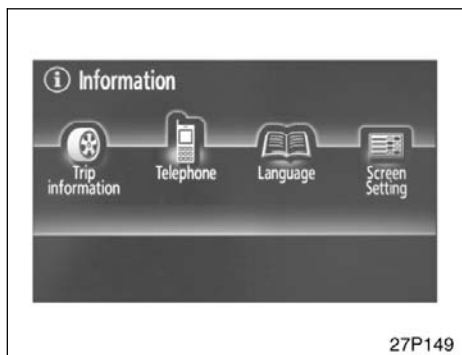 i Information
Trip
information
Telephone
Language
Screen
Setting
27P149